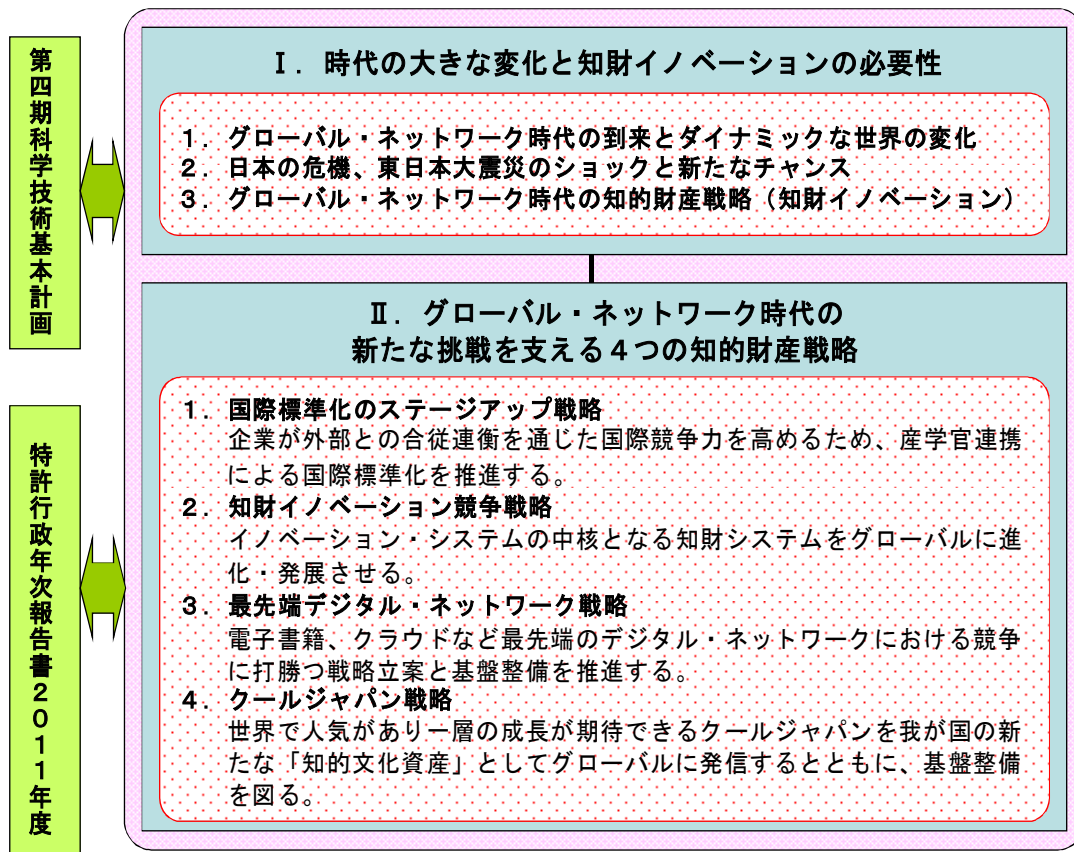 第四期科学技術基本計画
特許行政年次報告書2011年度
Ⅰ．時代の大きな変化と知財イノベーションの必要性
１．グローバル・ネットワーク時代の到来とダイナミックな世界の変化
２．日本の危機、東日本大震災のショックと新たなチャンス
３．グローバル・ネットワーク時代の知的財産戦略（知財イノベーション）
Ⅱ．グローバル・ネットワーク時代の
新たな挑戦を支える４つの知的財産戦略
１．国際標準化のステージアップ戦略
企業が外部との合従連衡を通じた国際競争力を高めるため、産学官連携
による国際標準化を推進する。
２．知財イノベーション競争戦略
イノベーション・システムの中核となる知財システムをグローバルに進
化・発展させる。
３．最先端デジタル・ネットワーク戦略
電子書籍、クラウドなど最先端のデジタル・ネットワークにおける競争
に打勝つ戦略立案と基盤整備を推進する。
４．クールジャパン戦略
世界で人気があり一層の成長が期待できるクールジャパンを我が国の新
たな「知的文化資産」としてグローバルに発信するとともに、基盤整備
を図る。